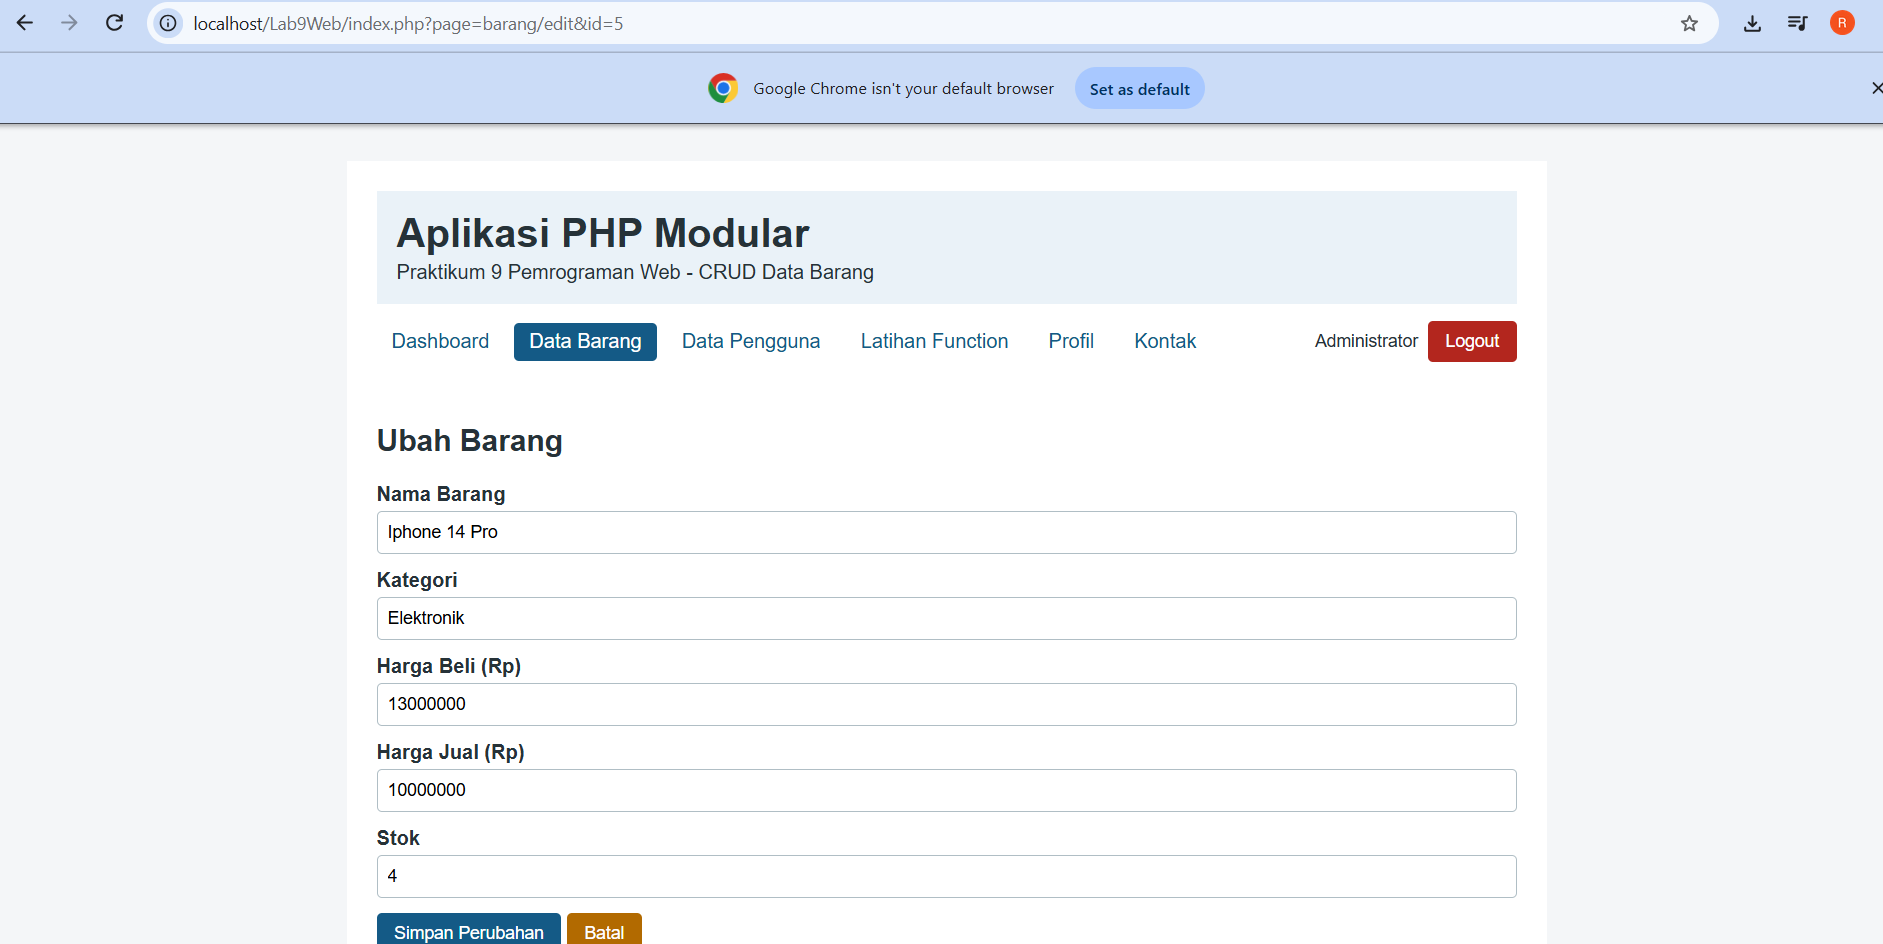 localhost/Lab9Web/index.php?page=barang/edit&id=5
R
Google Chrome isn't your default browser
Set as default
Aplikasi PHP Modular
Praktikum 9 Pemrograman Web - CRUD Data Barang
Dashboard Data Barang Data Pengguna Latihan Function Profil Kontak Administrator Logout
Ubah Barang
Nama Barang
Iphone 14 Pro
Kategori
Elektronik
Harga Beli (Rp)
13000000
Harga Jual (Rp)
10000000
Stok
4
Simpan Perubahan Batal